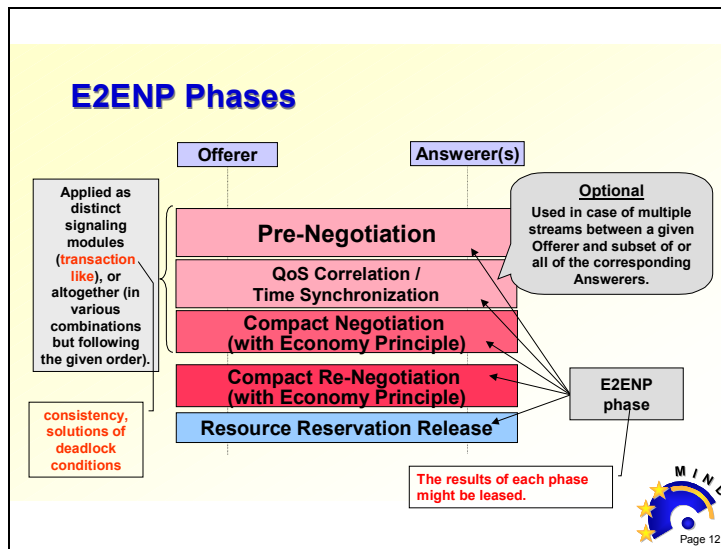 E2ENP Phases
Offerer
Answerer(s)
Applied as
distinct
signaling
modules
(transaction
like), or
altogether (in
various
combinations
but following
the given order).
Optional
Used in case of multiple
streams between a given
Offerer and subset of or
all of the corresponding
Answerers.
Pre-Negotiation
QoS Correlation /
Time Synchronization
Compact Negotiation
(with Economy Principle)
Compact Re-Negotiation
(with Economy Principle)
Resource Reservation Release
E2ENP
phase
consistency,
solutions of
deadlock
conditions
The results of each phase
might be leased.
MIND
Page 12